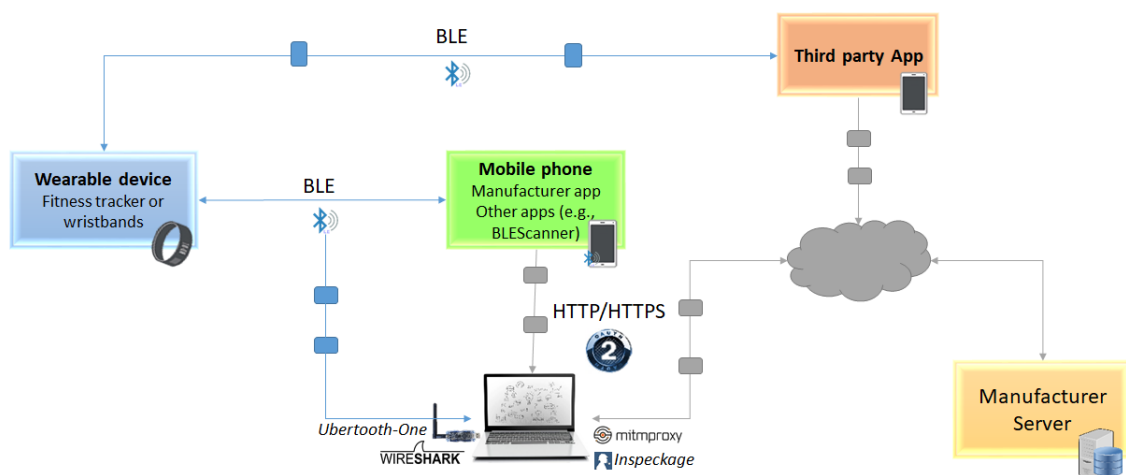 BLE
Third party App
Wearable device
Fitness tracker or
wristbands
BLE
Mobile phone
Manufacturer app
Other apps (e.g.,
BLEScanner)
HTTP/HTTPS
2
Manufacturer
Server
Ubertooth-One
WIRESHARK
mitmproxy
Inspeckage